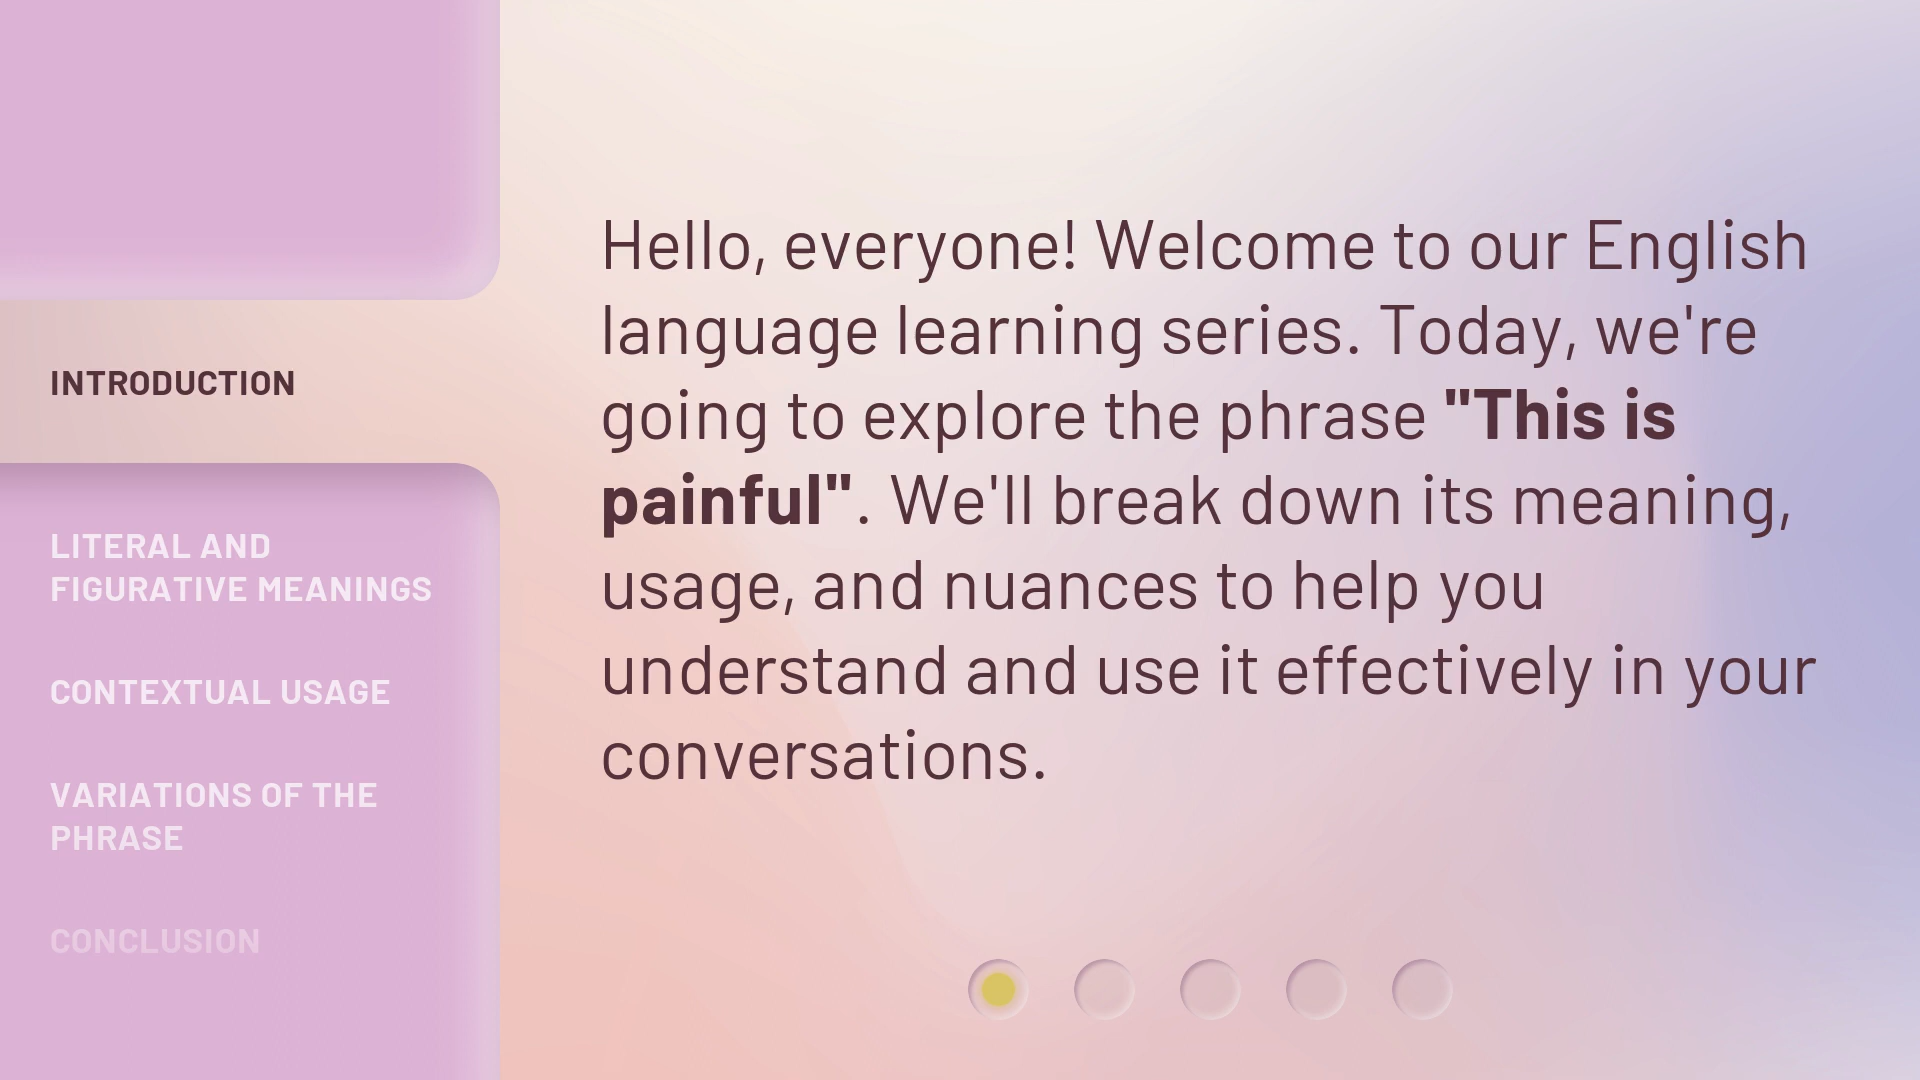 INTRODUCTION
LITERAL AND
FIGURATIVE MEANINGS
CONTEXTUAL USAGE
VARIATIONS OF THE
PHRASE
CONCLUSION
Hello, everyone! Welcome to our English
language learning series. Today, we're
going to explore the phrase "This is
painful". We'll break down its meaning,
usage, and nuances to help you
understand and use it effectively in your
conversations.